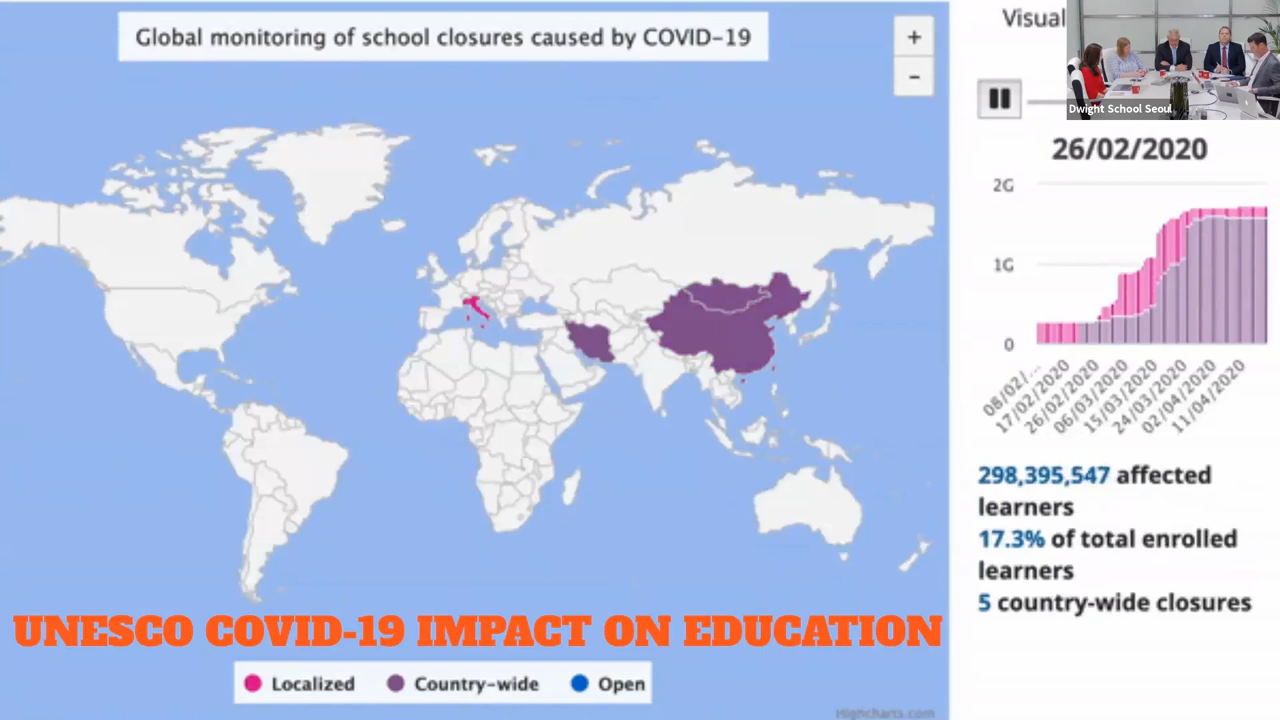 Global monitoring of school closures caused by COVID-19
+
-
Visual
Dwight School Seoul
26/02/2020
2G
1G
0
08/02/...
17/02/2020
26/02/2020
06/03/2020
15/03/2020
24/03/2020
02/04/2020
11/04/2020
298,395,547 affected
learners
17.3% of total enrolled
learners
5 country-wide closures
UNESCO COVID-19 IMPACT ON EDUCATION
Localized
Country-wide
Open
Highcharts.com